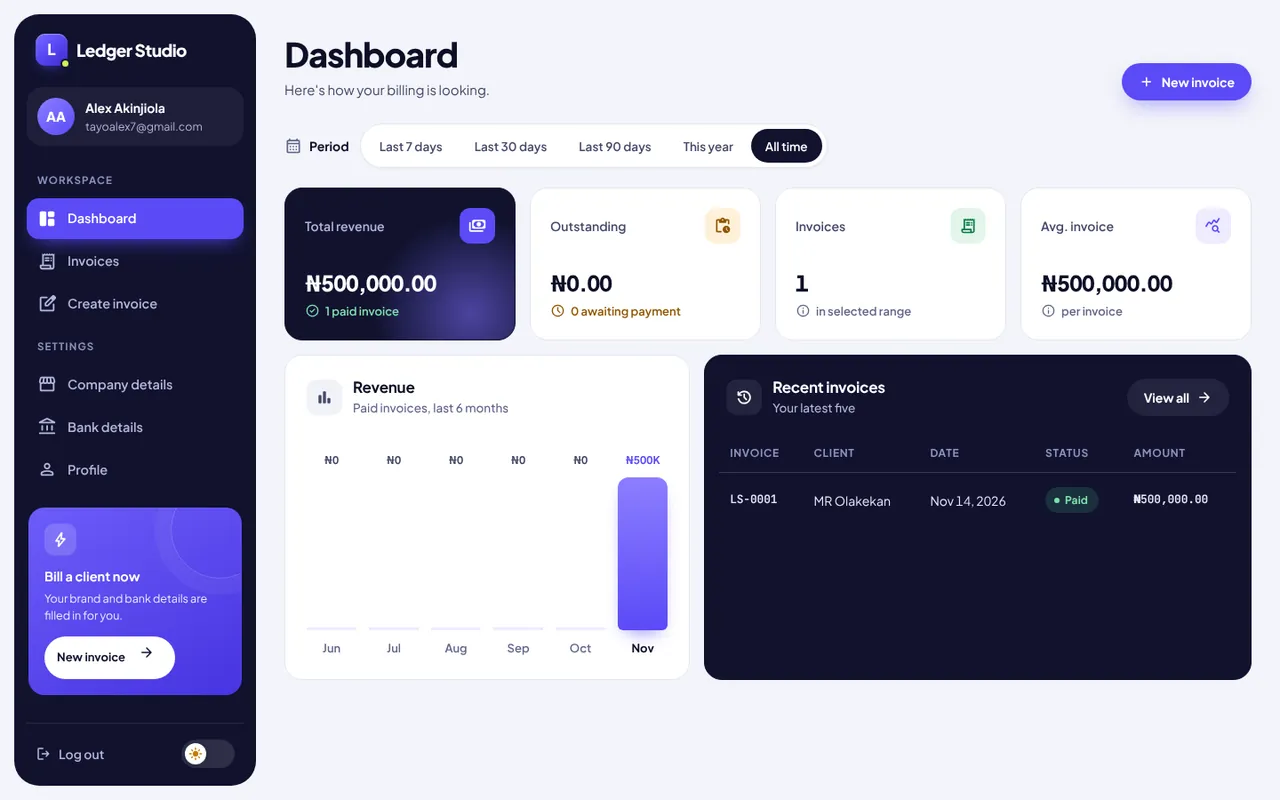 L
Ledger Studio
AA
Alex Akinjiola
tayoalex7@gmail.com
WORKSPACE
Dashboard
Invoices
Create invoice
SETTINGS
Company details
Bank details
Profile
Bill a client now
Your brand and bank details are
filled in for you.
New invoice
Log out
Dashboard
Here's how your billing is looking.
New invoice
Period
Last 7 days
Last 30 days
Last 90 days
This year
All time
Total revenue
₦500,000.00
1 paid invoice
Outstanding
₦0.00
0 awaiting payment
Invoices
1
in selected range
Avg. invoice
₦500,000.00
per invoice
Revenue
Paid invoices, last 6 months
₦0 ₦0 ₦0 ₦0 ₦0 ₦500K
Jun Jul Aug Sep Oct Nov
Recent invoices
Your latest five
View all
INVOICE CLIENT DATE STATUS AMOUNT
LS-0001 MR Olakekan Nov 14, 2026 Paid ₦500,000.00